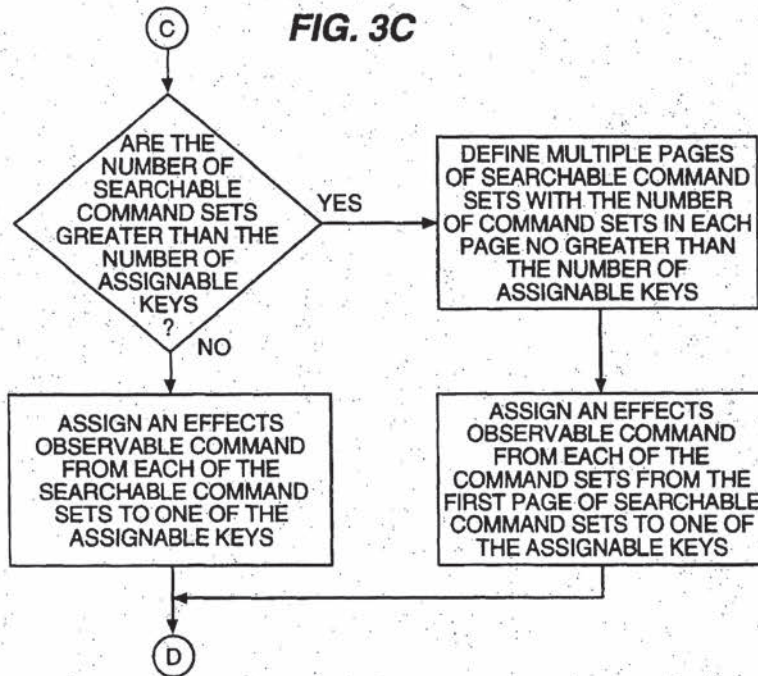 FIG. 3C
C
ARE THE
NUMBER OF
SEARCHABLE
COMMAND SETS
GREATER THAN THE
NUMBER OF
ASSIGNABLE
KEYS
?
YES
NO
DEFINE MULTIPLE PAGES
OF SEARCHABLE COMMAND
SETS WITH THE NUMBER
OF COMMAND SETS IN EACH
PAGE NO GREATER THAN
THE NUMBER OF
ASSIGNABLE KEYS
ASSIGN AN EFFECTS
OBSERVABLE COMMAND
FROM EACH OF THE
SEARCHABLE COMMAND
SETS TO ONE OF THE
ASSIGNABLE KEYS
ASSIGN AN EFFECTS
OBSERVABLE COMMAND
FROM EACH OF THE
COMMAND SETS FROM THE
FIRST PAGE OF SEARCHABLE
COMMAND SETS TO ONE OF
THE ASSIGNABLE KEYS
D